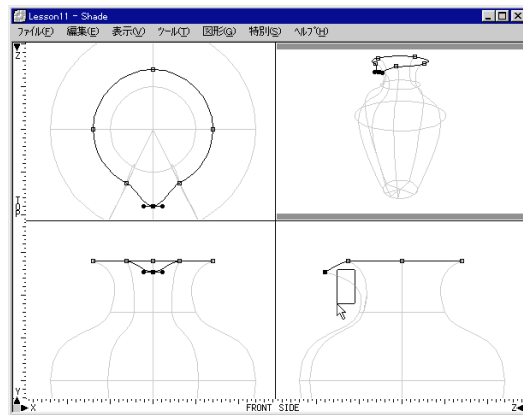 Lesson11 - Shade
ファイル(F) 編集(E) 表示(V) ツール(T) 図形(G) 特別(S) ヘルプ(H)
Z
TOP
Y
X FRONT SIDE Z